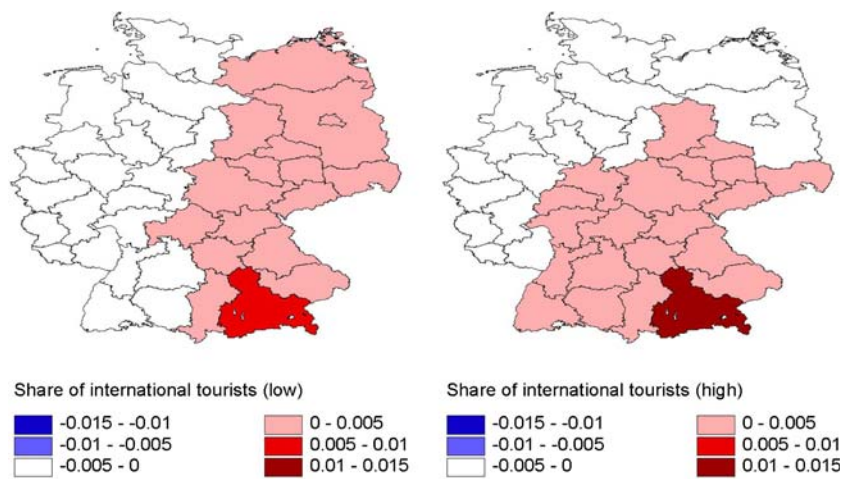 Share of international tourists (low)
-0.015 - -0.01
-0.01 - -0.005
-0.005 - 0
0 - 0.005
0.005 - 0.01
0.01 - 0.015
Share of international tourists (high)
-0.015 - -0.01
-0.01 - -0.005
-0.005 - 0
0 - 0.005
0.005 - 0.01
0.01 - 0.015